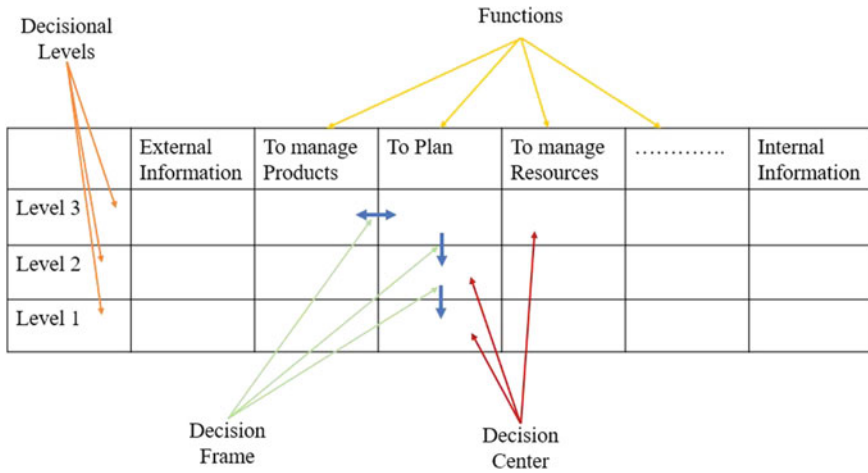 Decisional
Levels
Functions
External
Information
To manage
Products
To Plan
To manage
Resources
.............
Internal
Information
Level 3
Level 2
Level 1
Decision
Frame
Decision
Center